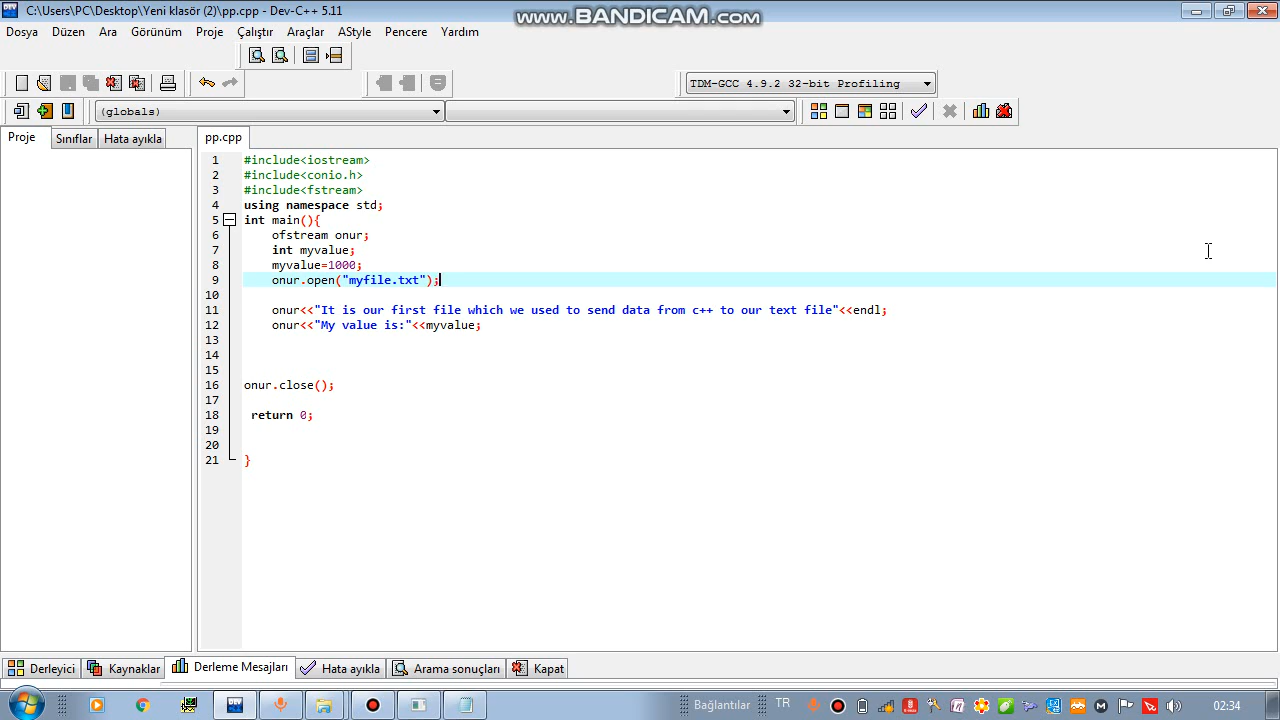 C:\Users\PC\Desktop\Yeni klasör (2)\pp.cpp - Dev-C++ 5.11
www.BANDICAM.com
Dosya Düzen Ara Görünüm Proje Çalıştır Araçlar AStyle Pencere Yardım
TDM-GCC 4.9.2 32-bit Profiling
(globals)
Proje Sınıflar Hata ayıkla
pp.cpp
1 #include<iostream>
2 #include<conio.h>
3 #include<fstream>
4 using namespace std;
5 int main(){
6 ofstream onur;
7 int myvalue;
8 myvalue=1000;
9 onur.open("myfile.txt");
10
11 onur<<"It is our first file which we used to send data from c++ to our text file"<<endl;
12 onur<<"My value is:"<<myvalue;
13
14
15
16 onur.close();
17
18 return 0;
19
20
21 }
Derleyici Kaynaklar Derleme Mesajları Hata ayıkla Arama sonuçları Kapat
Bağlantılar TR 02:34